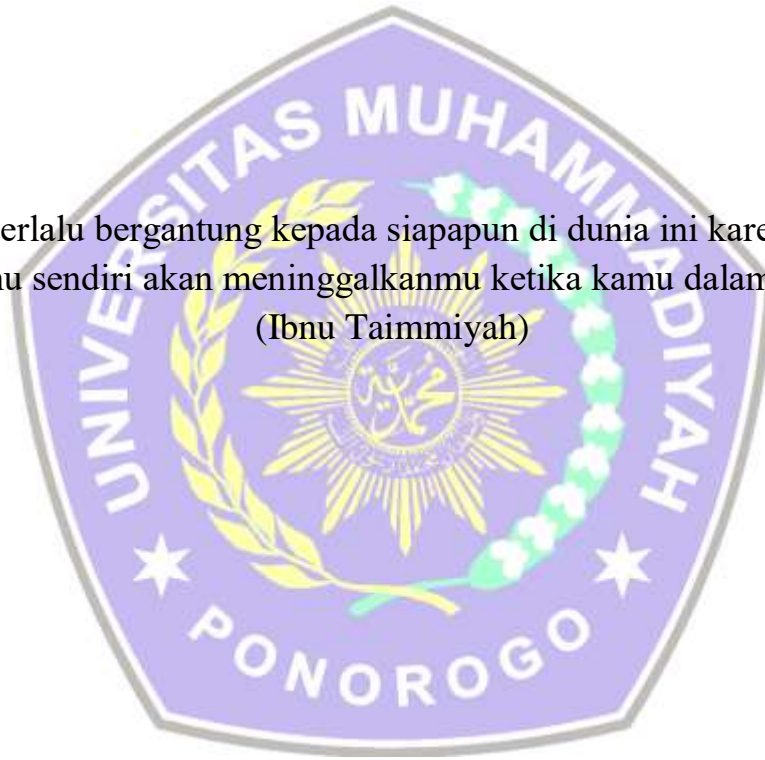 UNIVERSITAS MUHAMMADIYAH
erlalu bergantung kepada siapapun di dunia ini kare
u sendiri akan meninggalkanmu ketika kamu dalam
(Ibnu Taimmiyah)
محمدية
PONOROGO